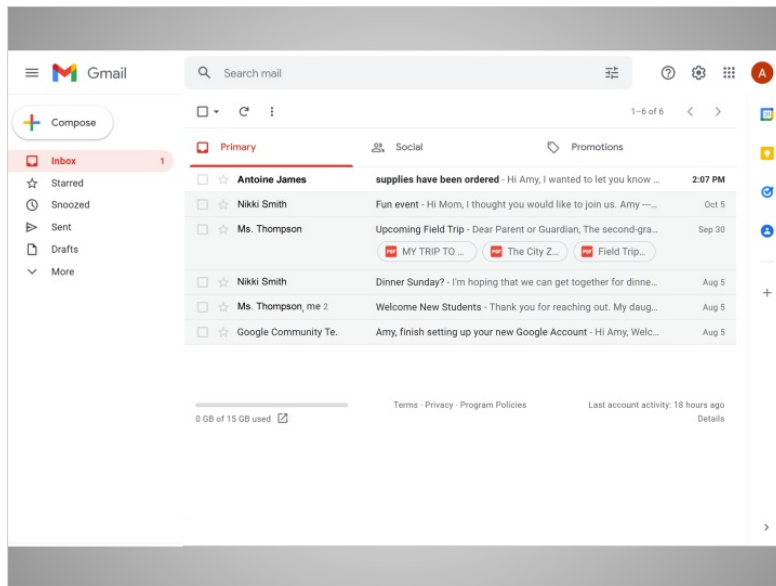 Gmail
Search mail
A
Compose
1–6 of 6
Primary
Social
Promotions
Inbox 1
Starred
Snoozed
Sent
Drafts
More
Antoine James supplies have been ordered - Hi Amy, I wanted to let you know ... 2:07 PM
Nikki Smith Fun event - Hi Mom, I thought you would like to join us. Amy —... Oct 5
Ms. Thompson Upcoming Field Trip - Dear Parent or Guardian, The second-gra... Sep 30
PDF MY TRIP TO ... PDF The City Z... PDF Field Trip...
Nikki Smith Dinner Sunday? - I'm hoping that we can get together for dinne... Aug 5
Ms. Thompson, me 2 Welcome New Students - Thank you for reaching out. My daug... Aug 5
Google Community Te. Amy, finish setting up your new Google Account - Hi Amy, Welc... Aug 5
0 GB of 15 GB used
Terms · Privacy · Program Policies
Last account activity: 18 hours ago
Details